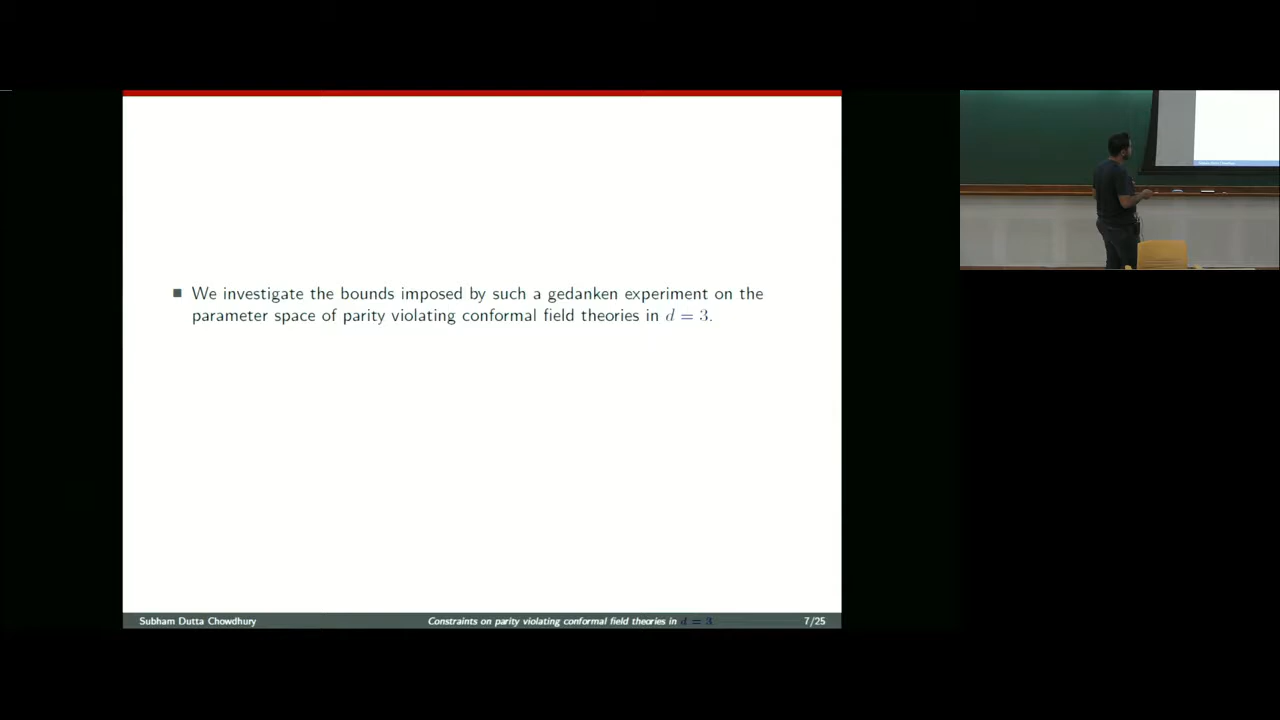 ■ We investigate the bounds imposed by such a gedanken experiment on the
parameter space of parity violating conformal field theories in d = 3.
Subham Dutta Chowdhury
Constraints on parity violating conformal field theories in d = 3
7/25